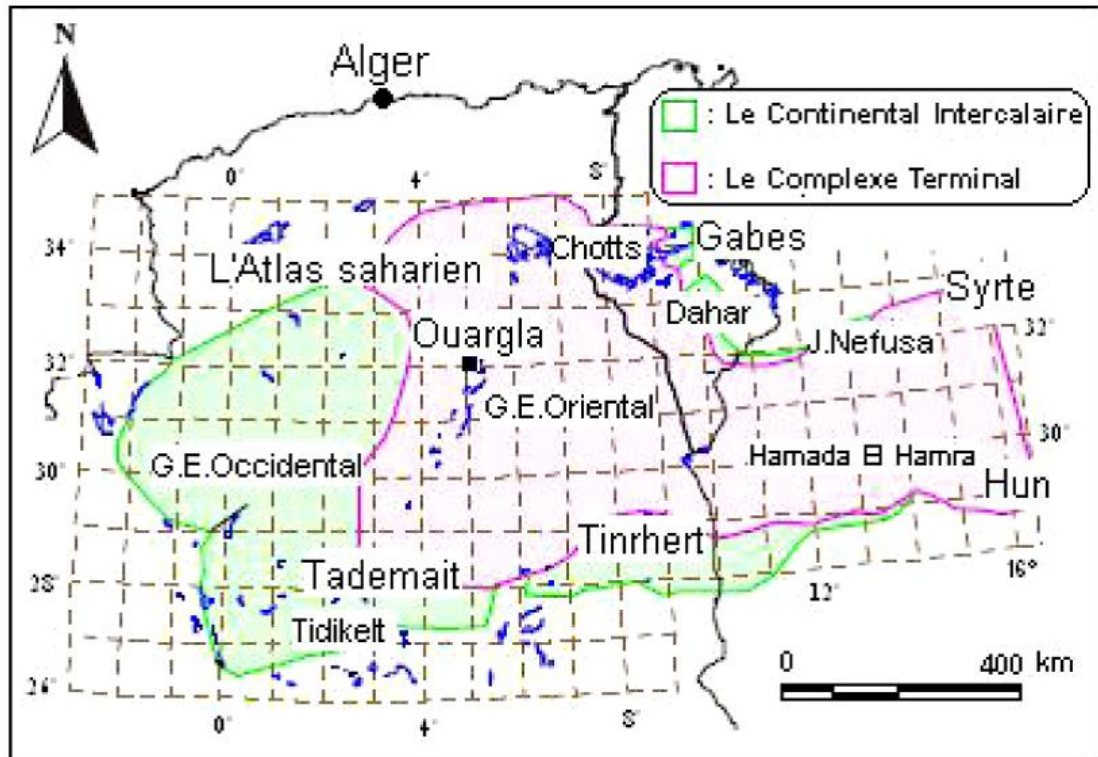 N
Alger
: Le Continental Intercalaire
: Le Complexe Terminal
0° 4° 8°
34°
Chotts
Gabes
L'Atlas saharien
Syrte
Dahar
32°
Ouargla
J.Nefusa
32°
G.E.Oriental
30°
G.E.Occidental
.Hamada El Hamra
30°
Hun
Tinrhert
28°
Tademait
12° 16°
Tidikelt
0 400 km
26°
0° 4° 8°